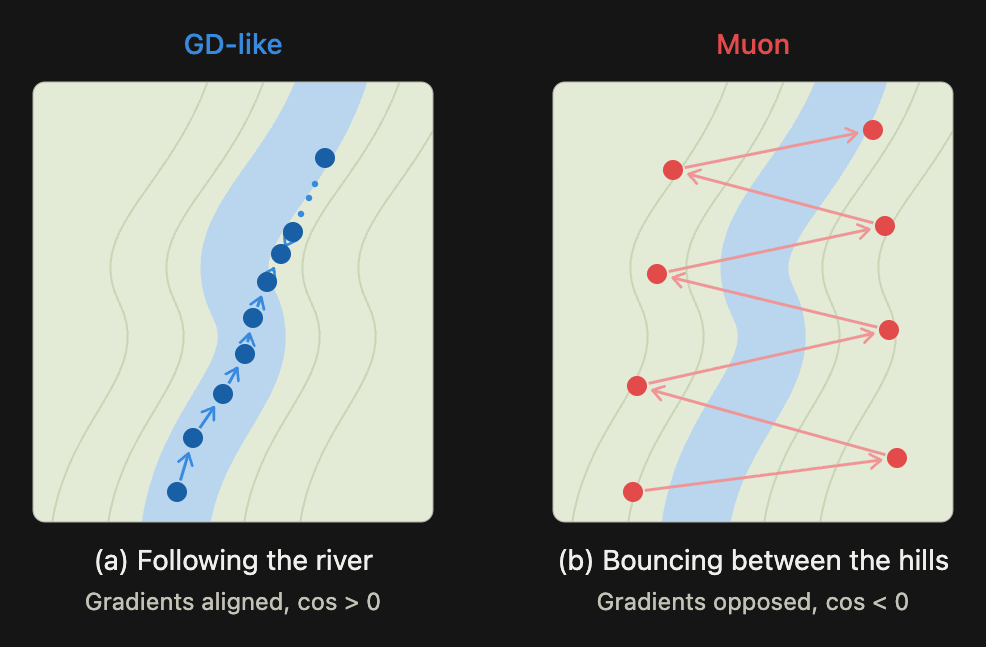 GD-like
Muon
(a) Following the river
(b) Bouncing between the hills
Gradients aligned, cos > 0
Gradients opposed, cos < 0